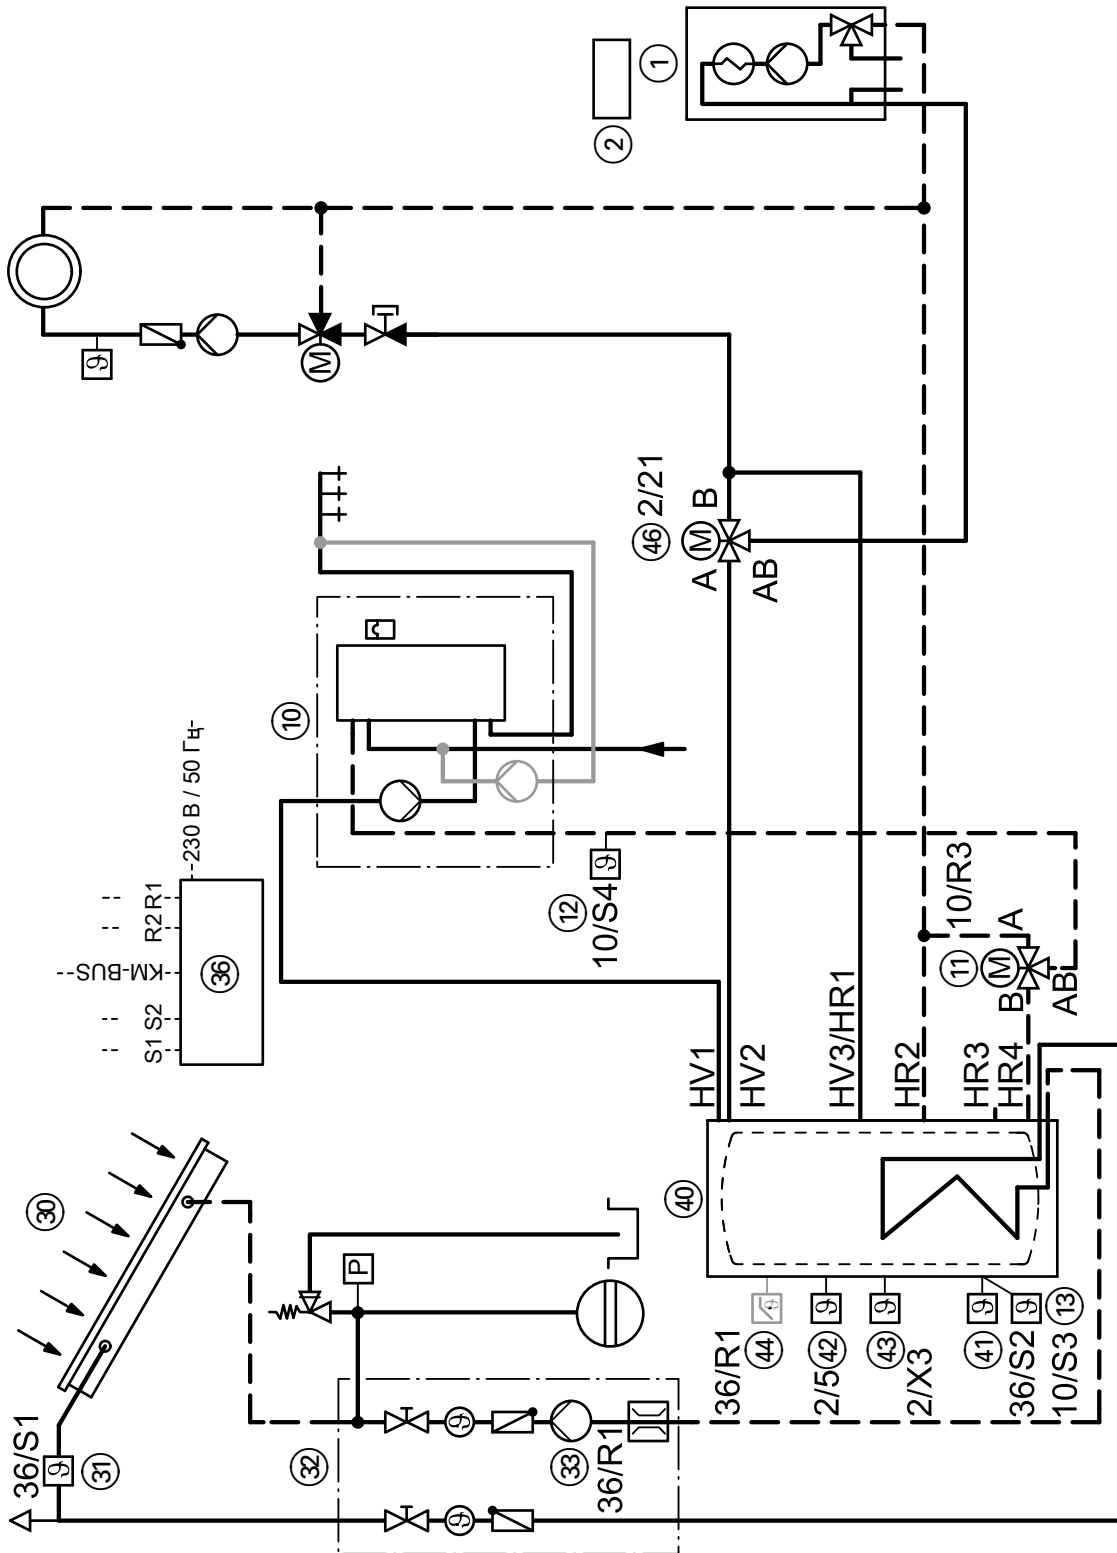 1
2
M
46 2/21
M
A
B
AB
10
230 В / 50 Гц
S1 S2 KM-BUS R2 R1
36
12
10/S4
10/R3
11
M
A
B
AB
HV1
HV2
HV3/HR1
HR2
HR3
HR4
30
40
P
36/S1
31
32
33
36/R1
36/R1
44
2/5 42
43
2/X3
41
36/S2
13
10/S3
ϑ
ϑ
ϑ
ϑ
ϑ
ϑ
ϑ
ϑ
ϑ
ϑ